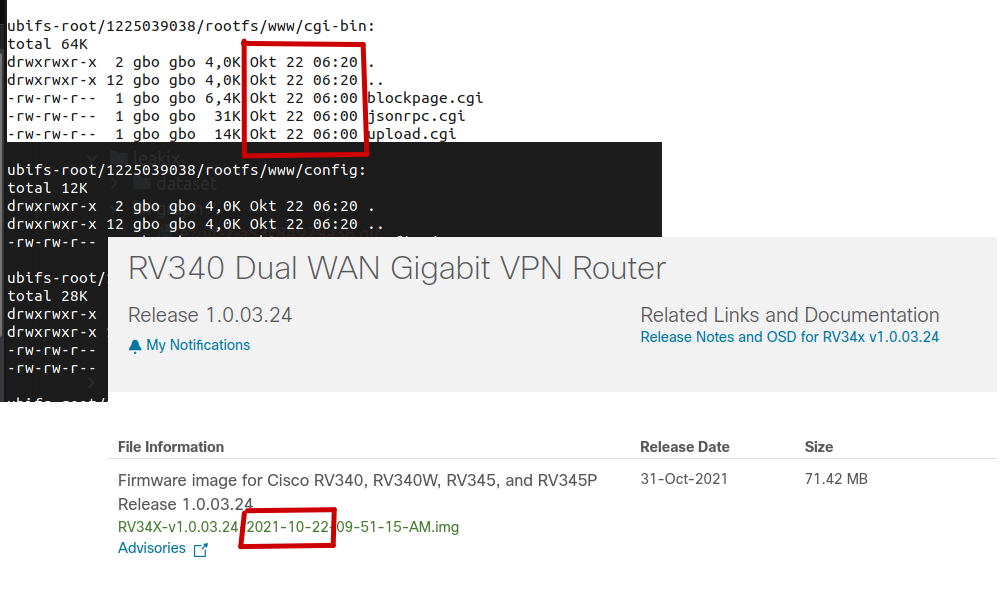 ubifs-root/1225039038/rootfs/www/cgi-bin:
total 64K
drwxrwxr-x  2 gbo gbo 4,0K Okt 22 06:20 .
drwxrwxr-x 12 gbo gbo 4,0K Okt 22 06:20 ..
-rw-rw-r--  1 gbo gbo 6,4K Okt 22 06:00 blockpage.cgi
-rw-rw-r--  1 gbo gbo  31K Okt 22 06:00 jsonrpc.cgi
-rw-rw-r--  1 gbo gbo  14K Okt 22 06:00 upload.cgi
leakix
ubifs-root/1225039038/rootfs/www/config:
dataset
total 12K
drwxrwxr-x  2 gbo gbo 4,0K Okt 22 06:20 .
drwxrwxr-x 12 gbo gbo 4,0K Okt 22 06:20 ..
-rw-rw-r--
ubifs-root/
total 28K
drwxrwxr-x
drwxrwxr-x
-rw-rw-r--
-rw-rw-r--
RV340 Dual WAN Gigabit VPN Router
Release 1.0.03.24
My Notifications
Related Links and Documentation
Release Notes and OSD for RV34x v1.0.03.24
File Information Release Date Size
Firmware image for Cisco RV340, RV340W, RV345, and RV345P 31-Oct-2021 71.42 MB
Release 1.0.03.24
RV34X-v1.0.03.24-2021-10-22-09-51-15-AM.img
Advisories